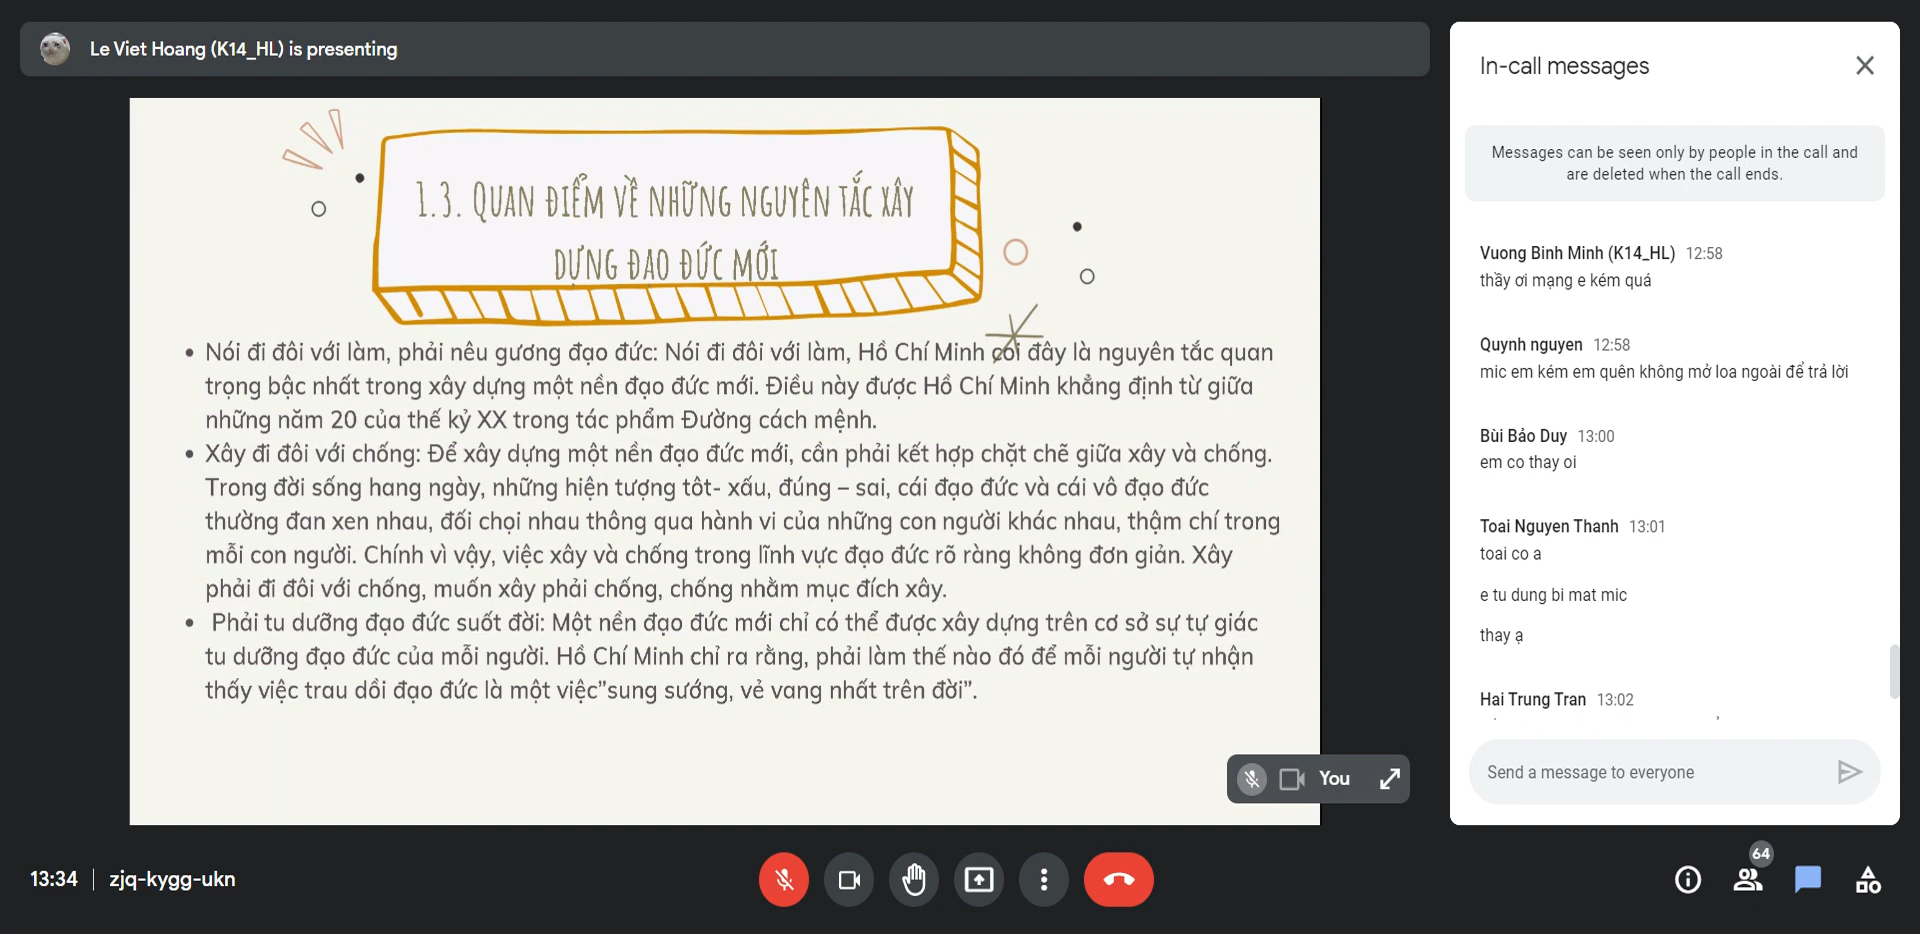 Le Viet Hoang (K14_HL) is presenting
1.3. QUAN ĐIỂM VỀ NHỮNG NGUYÊN TẮC XÂY
DỰNG ĐẠO ĐỨC MỚI
• Nói đi đôi với làm, phải nêu gương đạo đức: Nói đi đôi với làm, Hồ Chí Minh coi đây là nguyên tắc quan
trọng bậc nhất trong xây dựng một nền đạo đức mới. Điều này được Hồ Chí Minh khẳng định từ giữa
những năm 20 của thế kỷ XX trong tác phẩm Đường cách mệnh.
• Xây đi đôi với chống: Để xây dựng một nền đạo đức mới, cần phải kết hợp chặt chẽ giữa xây và chống.
Trong đời sống hang ngày, những hiện tượng tôt- xấu, đúng – sai, cái đạo đức và cái vô đạo đức
thường đan xen nhau, đối chọi nhau thông qua hành vi của những con người khác nhau, thậm chí trong
mỗi con người. Chính vì vậy, việc xây và chống trong lĩnh vực đạo đức rõ ràng không đơn giản. Xây
phải đi đôi với chống, muốn xây phải chống, chống nhằm mục đích xây.
• Phải tu dưỡng đạo đức suốt đời: Một nền đạo đức mới chỉ có thể được xây dựng trên cơ sở sự tự giác
tu dưỡng đạo đức của mỗi người. Hồ Chí Minh chỉ ra rằng, phải làm thế nào đó để mỗi người tự nhận
thấy việc trau dồi đạo đức là một việc”sung sướng, vẻ vang nhất trên đời”.
You
In-call messages
Messages can be seen only by people in the call and
are deleted when the call ends.
Vuong Binh Minh (K14_HL) 12:58
thầy ơi mạng e kém quá
Quynh nguyen 12:58
mic em kém em quên không mở loa ngoài để trả lời
Bùi Bảo Duy 13:00
em co thay oi
Toai Nguyen Thanh 13:01
toai co a
e tu dung bi mat mic
thay ạ
Hai Trung Tran 13:02
Send a message to everyone
13:34 | zjq-kygg-ukn
64